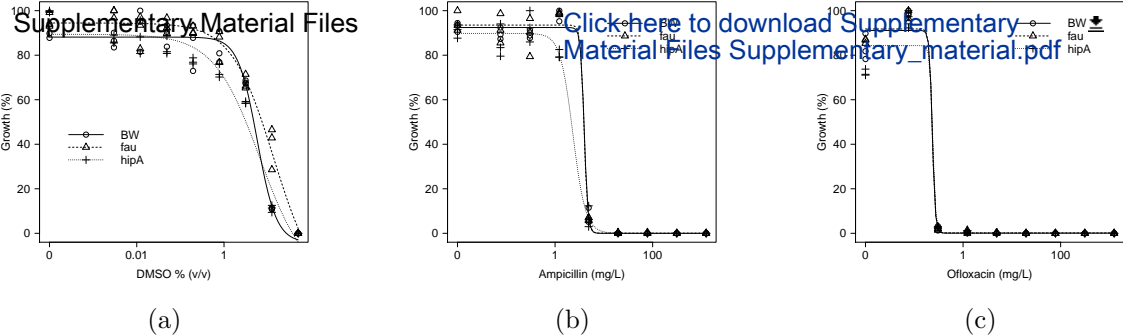 Supplementary Material Files
Click here to download Supplementary
Material Files Supplementary_material.pdf
100
80
60
40
20
0
Growth (%)
BW
fau
hipA
0
0.01
1
DMSO % (v/v)
(a)
100
80
60
40
20
0
Growth (%)
BW
fau
hipA
0
1
100
Ampicillin (mg/L)
(b)
100
80
60
40
20
0
Growth (%)
BW
fau
hipA
0
1
100
Ofloxacin (mg/L)
(c)